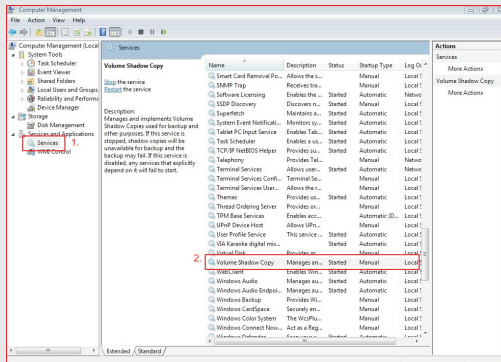 Computer Management
File Action View Help
Computer Management (Local
System Tools
Task Scheduler
Event Viewer
Shared Folders
Local Users and Groups
Reliability and Performa
Device Manager
Storage
Disk Management
Services and Applications
Services
1.
WMI Control
Services
Volume Shadow Copy
Stop the service
Restart the service
Description:
Manages and implements Volume
Shadow Copies used for backup and
other purposes. If this service is
stopped, shadow copies will be
unavailable for backup and the
backup may fail. If this service is
disabled, any services that explicitly
depend on it will fail to start.
Name Description Status Startup Type Log On
Smart Card Removal Po... Allows the s... Manual Local S
SNMP Trap Receives tra... Manual Local S
Software Licensing Enables the ... Started Automatic Netwo
SSDP Discovery Discovers n... Started Manual Local S
Superfetch Maintains a... Started Automatic Local S
System Event Notificati... Monitors sy... Started Automatic Local S
Tablet PC Input Service Enables Tab... Started Automatic Local S
Task Scheduler Enables a us... Started Automatic Local S
TCP/IP NetBIOS Helper Provides su... Started Automatic Local S
Telephony Provides Tel... Manual Netwo
Terminal Services Allows user... Started Automatic Netwo
Terminal Services Confi... Terminal Se... Manual Local S
Terminal Services User... Allows the r... Manual Local S
Themes Provides us... Started Automatic Local S
Thread Ordering Server Provides or... Manual Local S
TPM Base Services Enables acc... Automatic (D... Local S
UPnP Device Host Allows UPn... Manual Local S
User Profile Service This service ... Started Automatic Local S
VIA Karaoke digital mix... Started Automatic Local S
Virtual Disk Provides... Manual Local S
2.
Volume Shadow Copy Manages an... Started Manual Local S
WebClient Enables Win... Started Automatic Local S
Windows Audio Manages au... Started Automatic Local S
Windows Audio Endpoi... Manages au... Started Automatic Local S
Windows Backup Provides Wi... Manual Local S
Windows CardSpace Securely en... Manual Local S
Windows Color System The WcsPlu... Manual Local S
Windows Connect Now... Act as a Reg... Manual Local S
Windows Defender Started Automatic Local S
Extended Standard
Actions
Services
More Actions
Volume Shadow Copy
More Actions